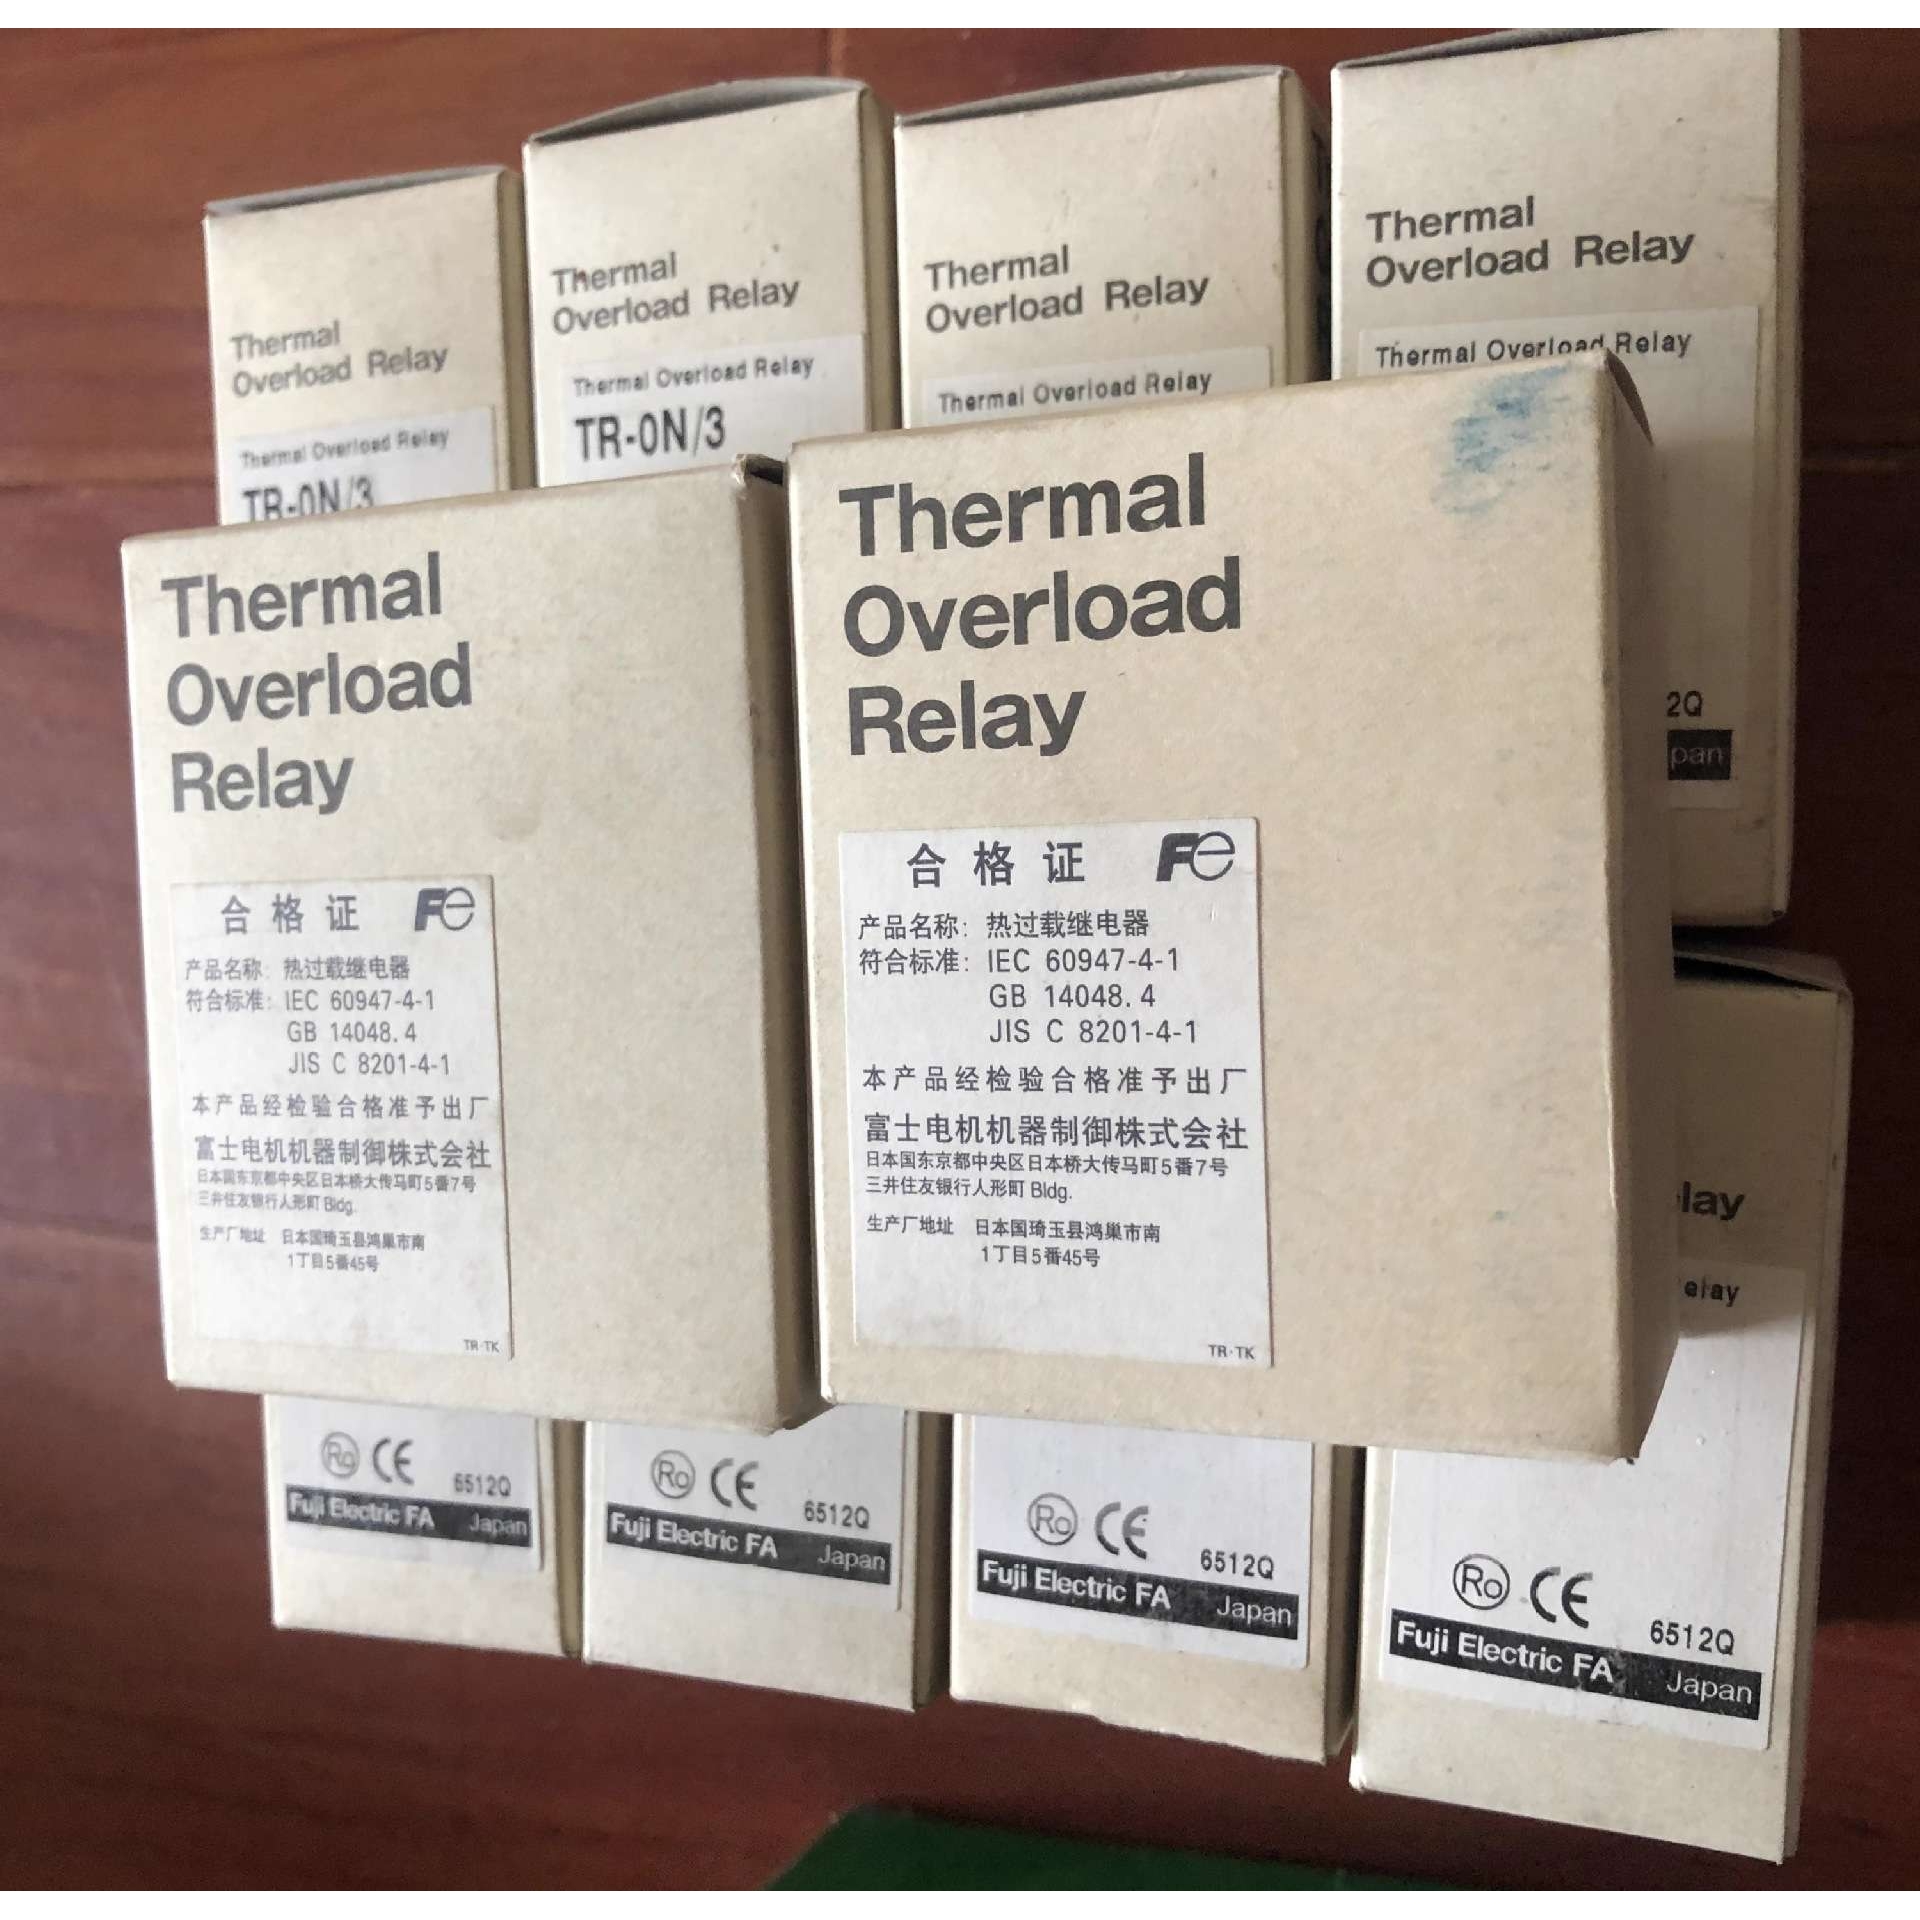 Thermal
Overload Relay
Thermal Overload Relay
TR-0N/3
Thermal
Overload Relay
Thermal Overload Relay
TR-0N/3
Thermal
Overload Relay
Thermal Overload Relay
Thermal
Overload Relay
Thermal Overload Relay
2Q
pan
Thermal
Overload
Relay
合格证 Fe
产品名称: 热过载继电器
符合标准: IEC 60947-4-1
GB 14048.4
JIS C 8201-4-1
本产品经检验合格准予出厂
富士电机机器制御株式会社
日本国东京都中央区日本桥大传马町5番7号
三井住友银行人形町 Bldg.
生产厂地址 日本国琦玉县鸿巢市南
1丁目5番45号
TR·TK
Thermal
Overload
Relay
合格证 Fe
产品名称: 热过载继电器
符合标准: IEC 60947-4-1
GB 14048.4
JIS C 8201-4-1
本产品经检验合格准予出厂
富士电机机器制御株式会社
日本国东京都中央区日本桥大传马町5番7号
三井住友银行人形町 Bldg.
生产厂地址 日本国琦玉县鸿巢市南
1丁目5番45号
TR·TK
lay
elay
Ro CE 6512Q
Fuji Electric FA Japan
Ro CE 6512Q
Fuji Electric FA Japan
Ro CE 6512Q
Fuji Electric FA Japan
Ro CE 6512Q
Fuji Electric FA Japan